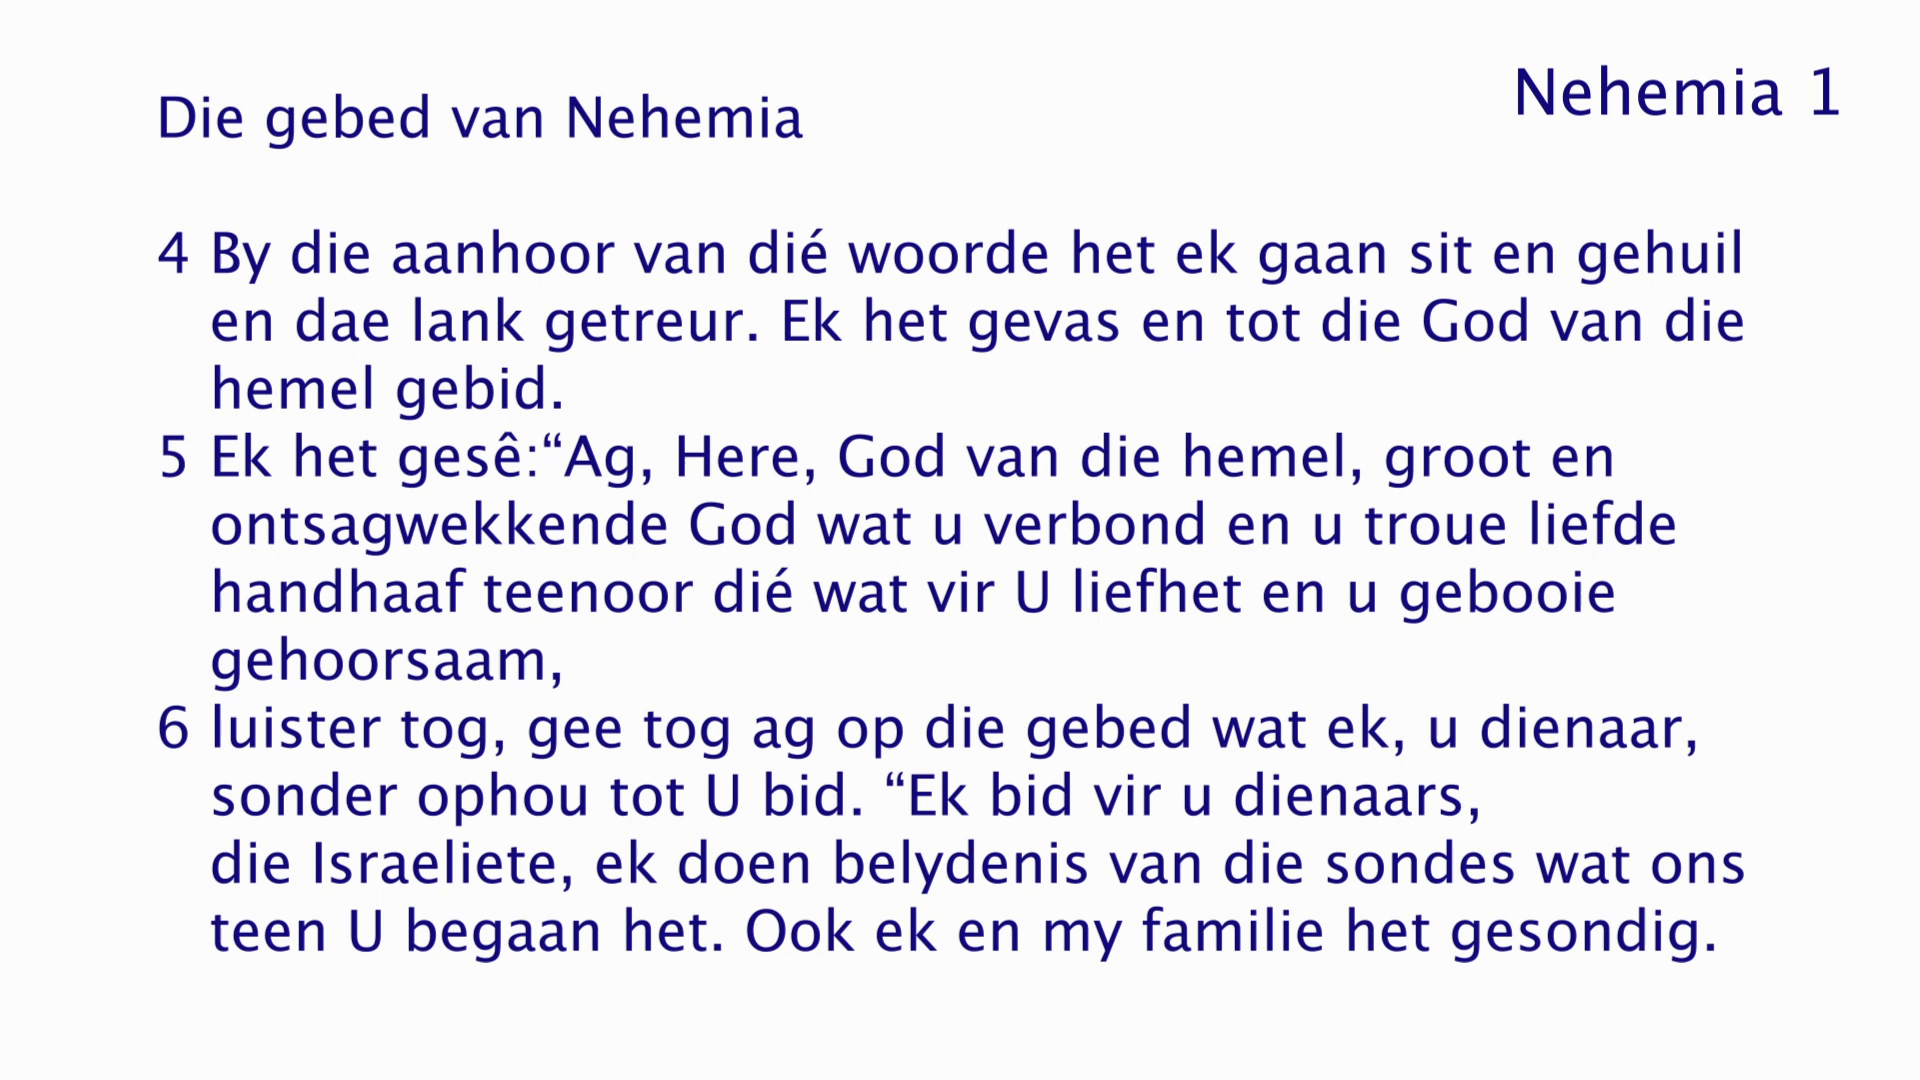 Nehemia 1
Die gebed van Nehemia
4 By die aanhoor van dié woorde het ek gaan sit en gehuil
en dae lank getreur. Ek het gevas en tot die God van die
hemel gebid.
5 Ek het gesê:“Ag, Here, God van die hemel, groot en
ontsagwekkende God wat u verbond en u troue liefde
handhaaf teenoor dié wat vir U liefhet en u gebooie
gehoorsaam,
6 luister tog, gee tog ag op die gebed wat ek, u dienaar,
sonder ophou tot U bid. “Ek bid vir u dienaars,
die Israeliete, ek doen belydenis van die sondes wat ons
teen U begaan het. Ook ek en my familie het gesondig.